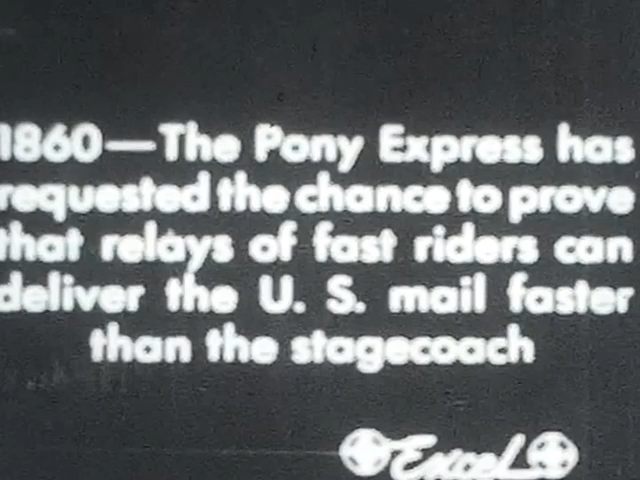 1860—The Pony Express has
requested the chance to prove
that relays of fast riders can
deliver the U. S. mail faster
than the stagecoach
Excel